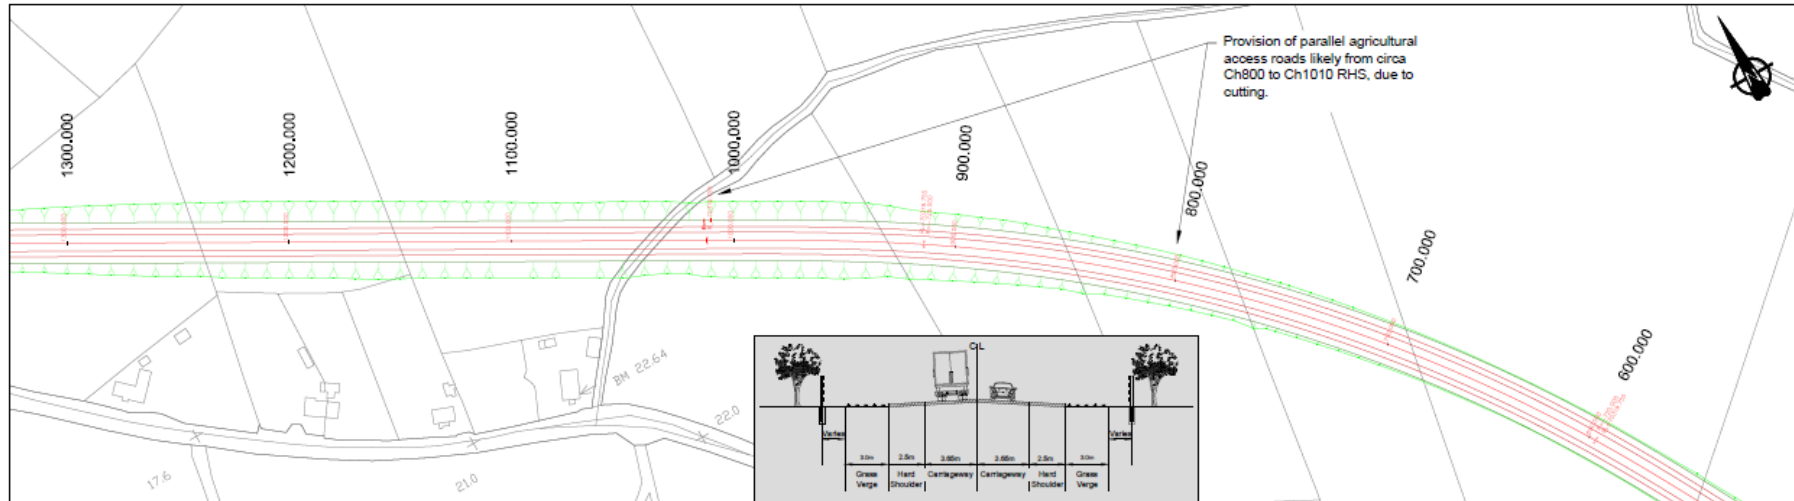 Provision of parallel agricultural
access roads likely from circa
Ch800 to Ch1010 RHS, due to
cutting.
1300.000
1200.000
1100.000
1000.000
900.000
800.000
700.000
600.000
BM 22.64
22.0
21.0
17.6
C L
Varies
Varies
3.0m
2.5m
3.65m
3.65m
2.5m
3.0m
Grass
Verge
Hard
Shoulder
Carriageway
Carriageway
Hard
Shoulder
Grass
Verge